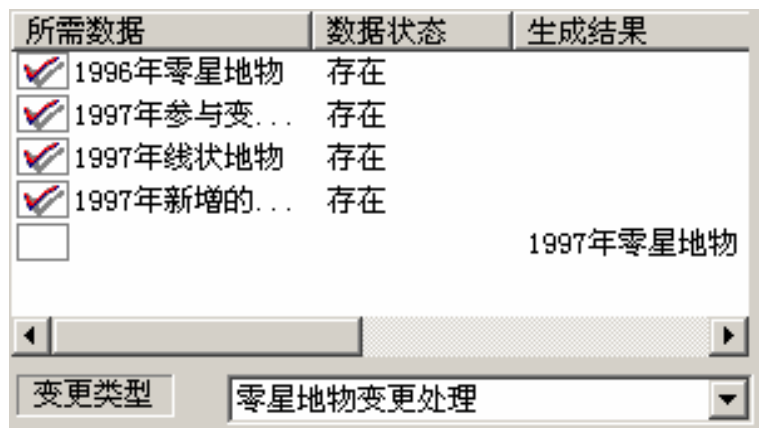 所需数据 数据状态 生成结果
1996年零星地物 存在
1997年参与变... 存在
1997年线状地物 存在
1997年新增的... 存在
1997年零星地物
变更类型 零星地物变更处理